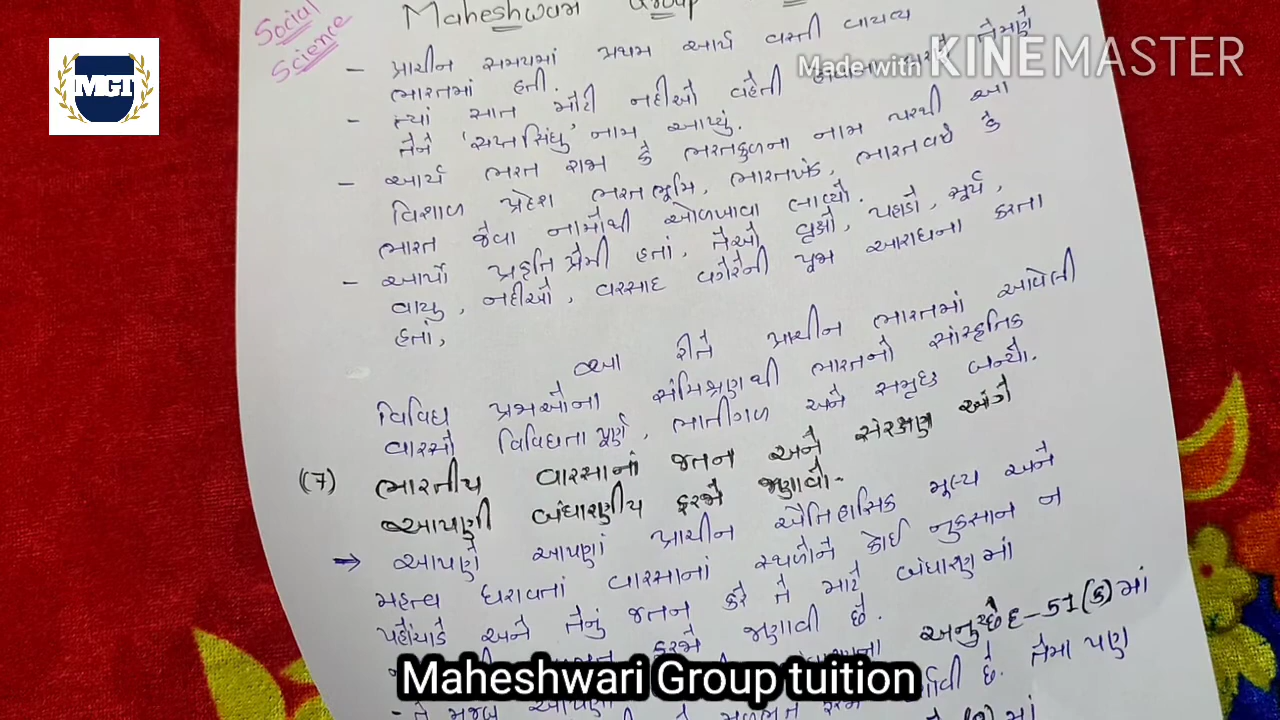 Social
Science
Maheshwari Group
MGT
Made with KINEMASTER
- પ્રાચીન સમયમાં પ્રથમ આર્ય વસ્તી વાયવ્ય
ભારતમાં હતી.
- ત્યાં સાત મોટી નદીઓ વહેતી તેમણે
તેને 'સપ્તસિંધુ' નામ આપ્યું.
- આર્ય ભરત રાજા કે ભરતકુળના નામ પરથી આ
વિશાળ પ્રદેશ ભરતભૂમિ, ભારતખંડ, ભારતવર્ષ કે
ભારત જેવા નામોથી ઓળખાવા લાગ્યો.
- આર્યો પ્રકૃતિ પ્રેમી હતાં, તેઓ વૃક્ષો, પહાડો, સૂર્ય,
વાયુ, નદીઓ, વરસાદ વગેરેની પૂજા આરાધના કરતા
હતાં,
આ રીતે પ્રાચીન ભારતમાં આવેલી
વિવિધ પ્રજાઓના સંમિશ્રણથી ભારતનો સાંસ્કૃતિક
વારસો વિવિધતાપૂર્ણ, ભાતીગળ અને સમૃદ્ધ બન્યો.
(7) ભારતીય વારસાનાં જતન અને સંરક્ષણ અંગે
આપણી બંધારણીય ફરજો જણાવો-
→ આપણે આપણાં પ્રાચીન ઐતિહાસિક મૂલ્ય અને
મહત્વ ધરાવતાં વારસાનાં સ્થળોને કોઈ નુકસાન ન
પહોંચાડે અને તેનું જતન કરે તે માટે બંધારણમાં
ફરજો જણાવી છે.
અનુચ્છેદ-51(ક)માં
છે. તેમા પણ
- તે મુજબ આપણા
Maheshwari Group tuition